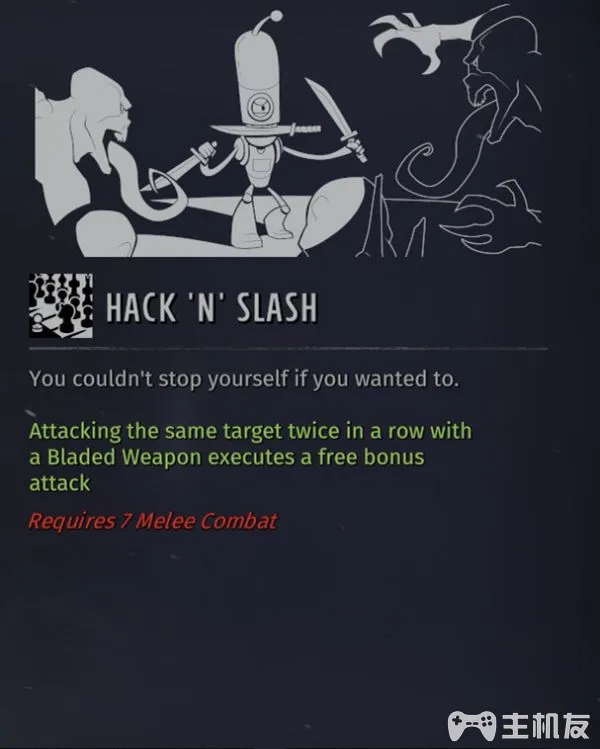 HACK 'N' SLASH
You couldn't stop yourself if you wanted to.
Attacking the same target twice in a row with
a Bladed Weapon executes a free bonus
attack
Requires 7 Melee Combat
主机友